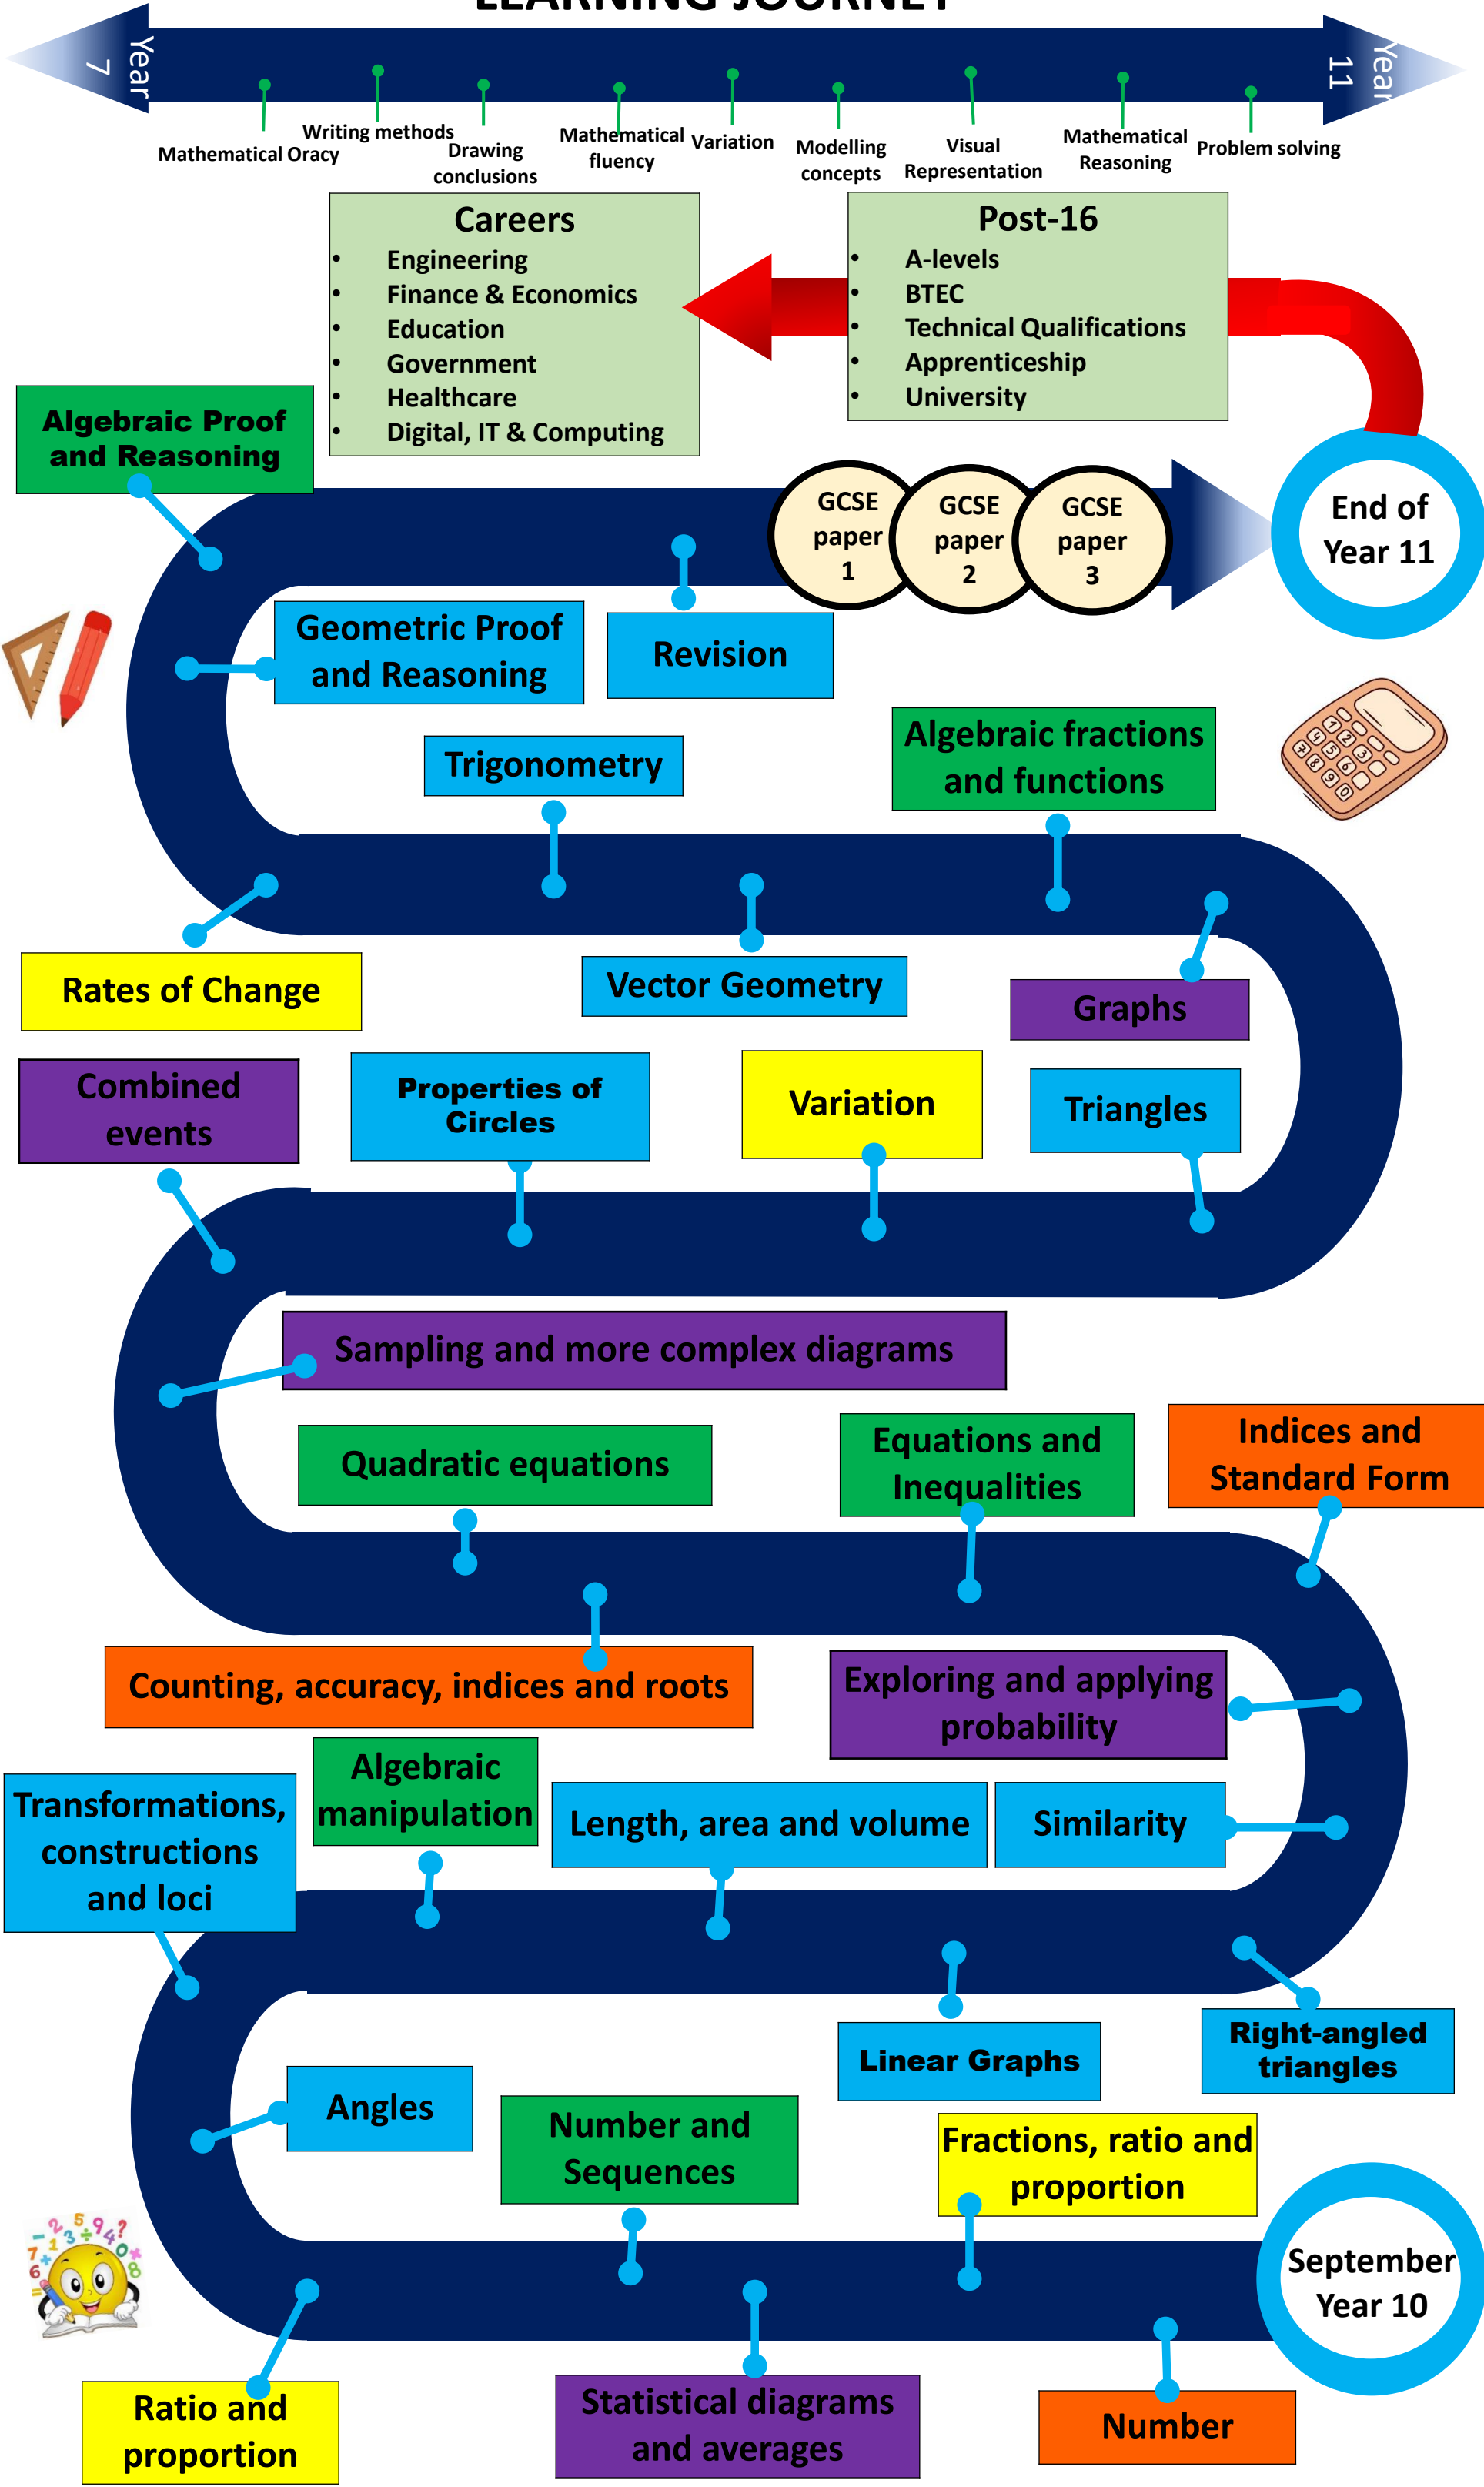 LEARNING JOURNEY
Year
7
Year
11
Mathematical Oracy
Writing methods
Drawing
conclusions
Mathematical
fluency
Variation
Modelling
concepts
Visual
Representation
Mathematical
Reasoning
Problem solving
Careers
• Engineering
• Finance & Economics
• Education
• Government
• Healthcare
• Digital, IT & Computing
Post-16
• A-levels
• BTEC
• Technical Qualifications
• Apprenticeship
• University
Algebraic Proof
and Reasoning
GCSE
paper
1
GCSE
paper
2
GCSE
paper
3
End of
Year 11
Geometric Proof
and Reasoning
Revision
Trigonometry
Algebraic fractions
and functions
Rates of Change
Vector Geometry
Graphs
Combined
events
Properties of
Circles
Variation
Triangles
Sampling and more complex diagrams
Quadratic equations
Equations and
Inequalities
Indices and
Standard Form
Counting, accuracy, indices and roots
Exploring and applying
probability
Transformations,
constructions
and loci
Algebraic
manipulation
Length, area and volume
Similarity
Linear Graphs
Right-angled
triangles
Angles
Number and
Sequences
Fractions, ratio and
proportion
September
Year 10
Ratio and
proportion
Statistical diagrams
and averages
Number